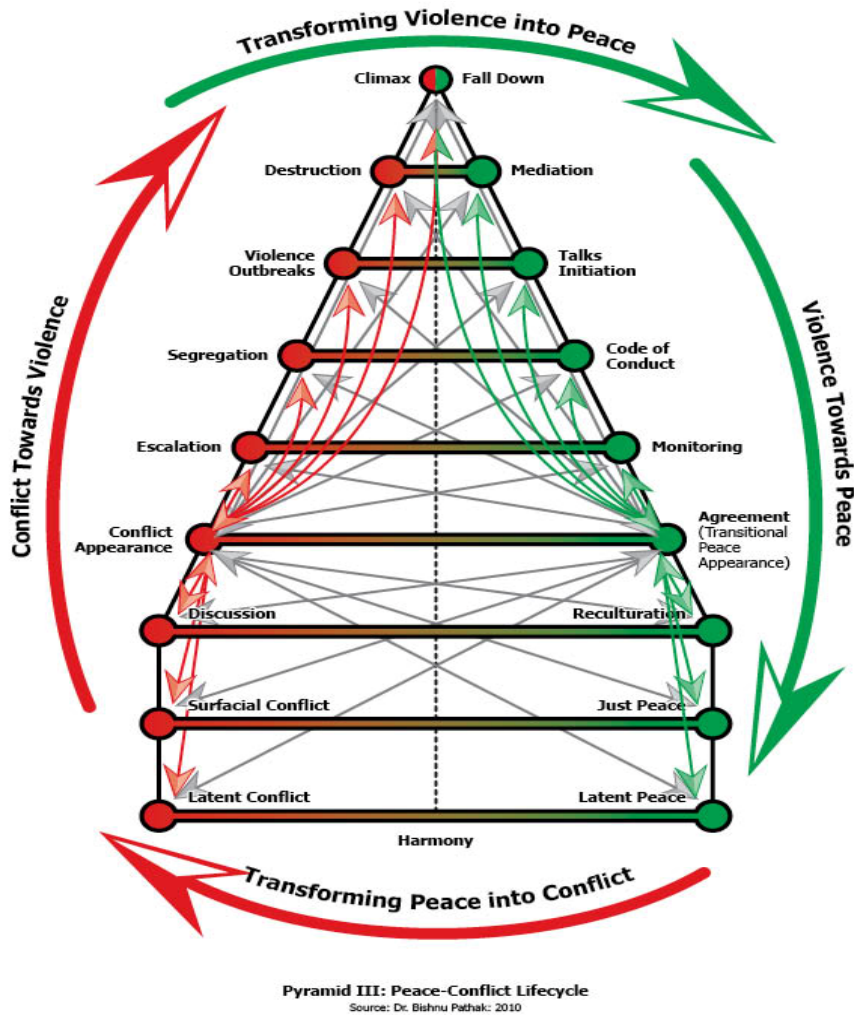 Transforming Violence into Peace
Climax
Fall Down
Destruction
Mediation
Violence
Outbreaks
Talks
Initiation
Segregation
Code of
Conduct
Escalation
Monitoring
Conflict
Appearance
Agreement
(Transitional
Peace
Appearance)
Conflict Towards Violence
Violence Towards Peace
Discussion
Reculturation
Surfacial Conflict
Just Peace
Latent Conflict
Latent Peace
Harmony
Transforming Peace into Conflict
Pyramid III: Peace-Conflict Lifecycle
Source: Dr. Bishnu Pathak: 2010